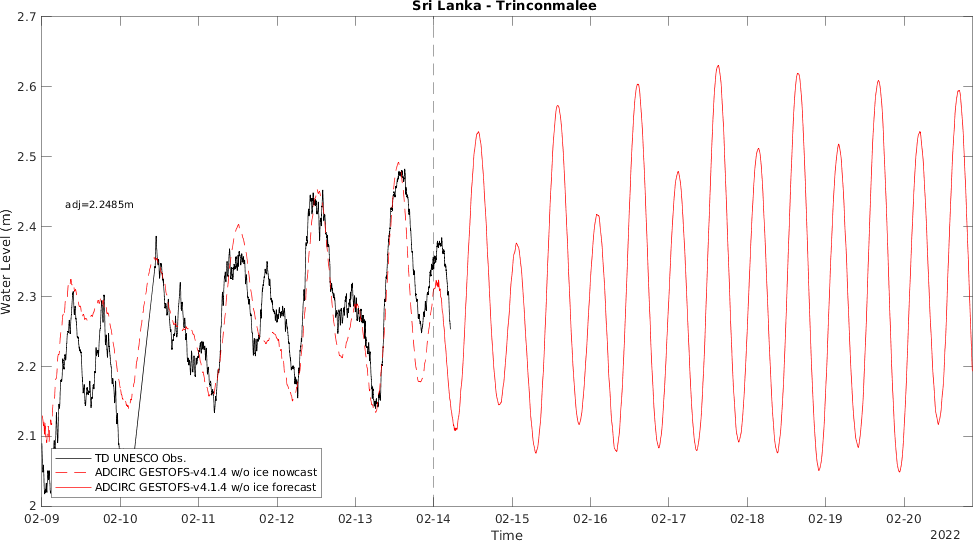 Sri Lanka - Trinconmalee
2.7
2.6
2.5
2.4
2.3
2.2
2.1
2
Water Level (m)
adj=2.2485m
TD UNESCO Obs.
ADCIRC GESTOFS-v4.1.4 w/o ice nowcast
ADCIRC GESTOFS-v4.1.4 w/o ice forecast
02-09 02-10 02-11 02-12 02-13 02-14 02-15 02-16 02-17 02-18 02-19 02-20
Time
2022